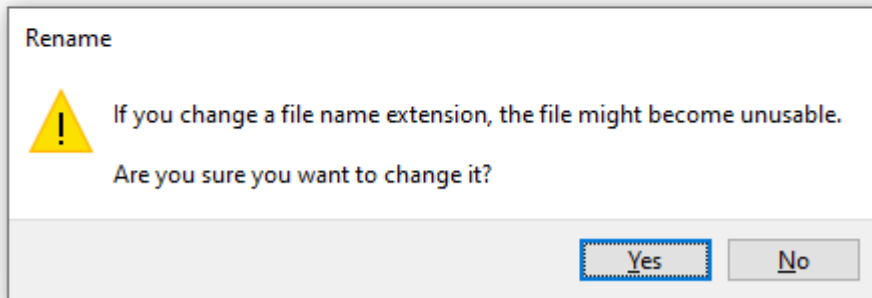 Rename
If you change a file name extension, the file might become unusable.
Are you sure you want to change it?
Yes
No